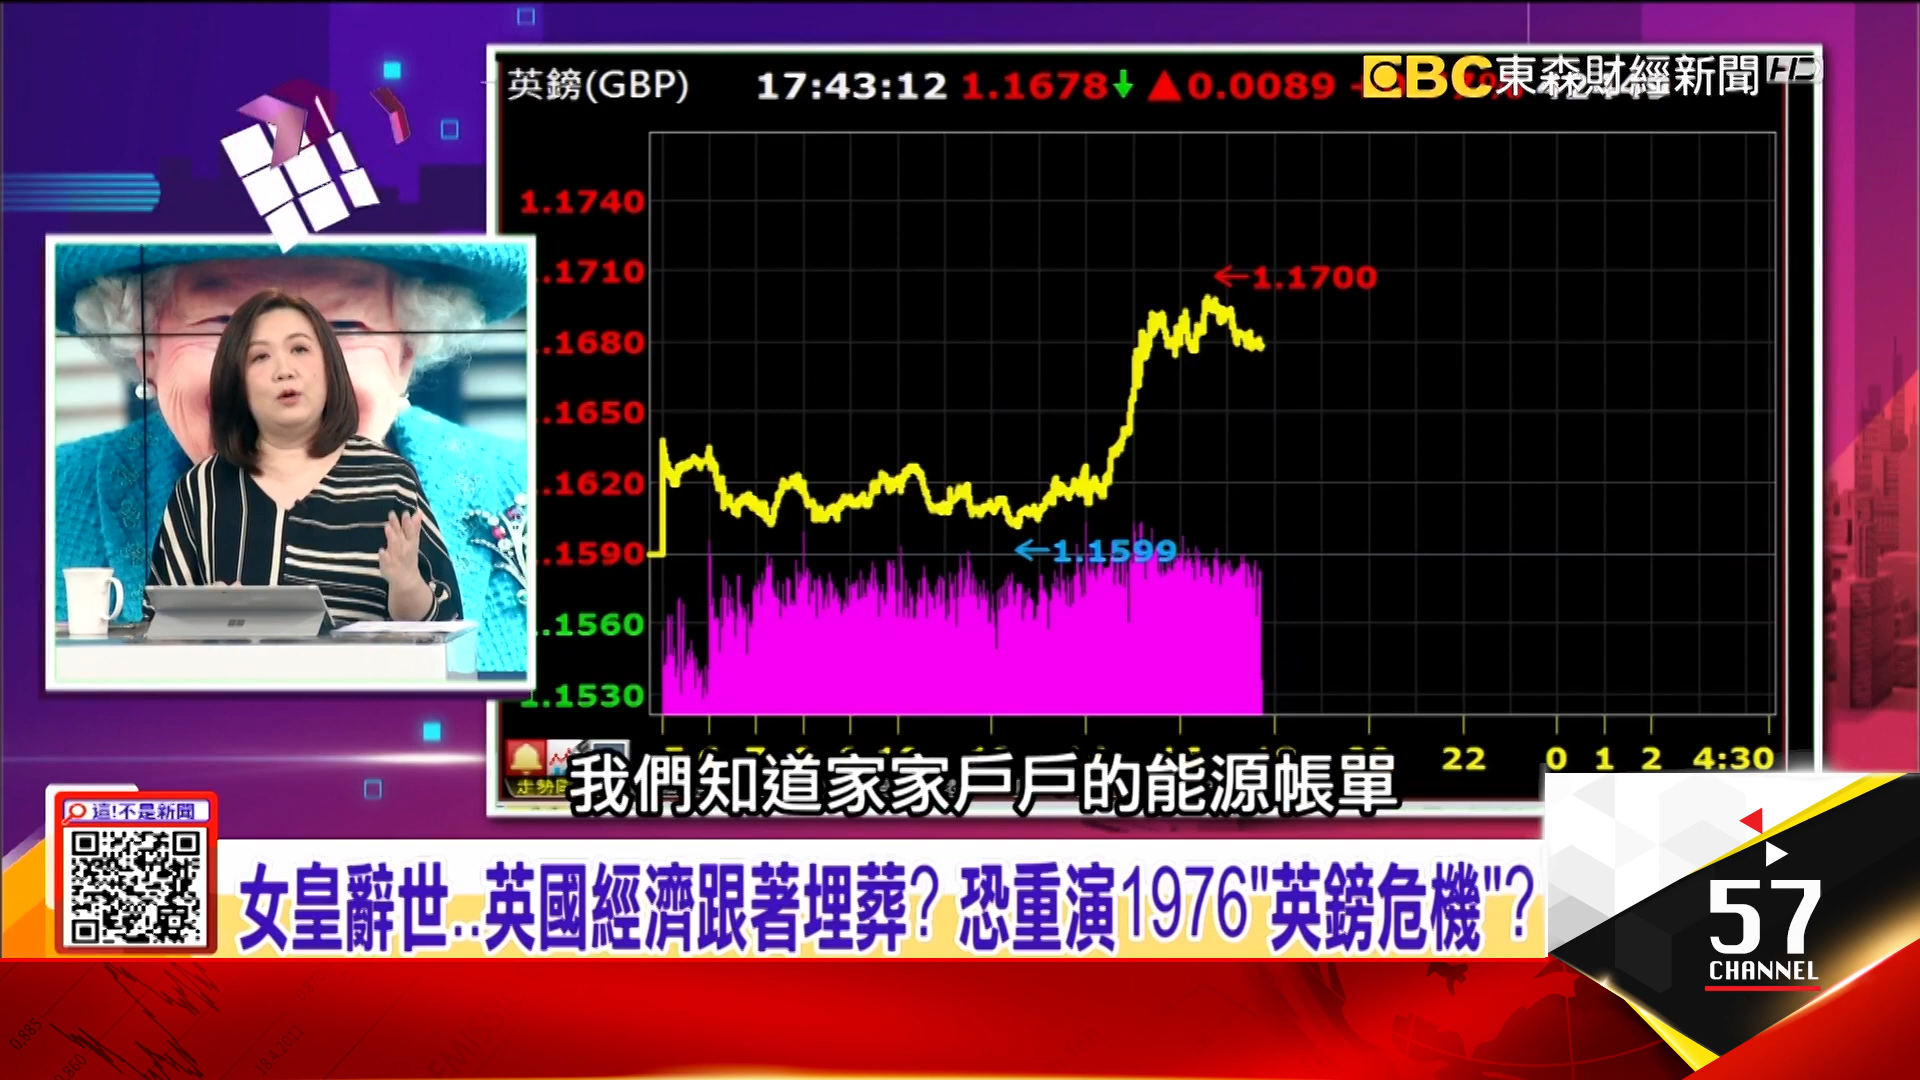 英鎊(GBP) 17:43:12 1.1678↓ ▲0.0089
EBC東森財經新聞HD
1.1740
.1710
←1.1700
.1680
.1650
.1620
.1590
←1.1599
.1560
1.1530
22 0 1 2 4:30
我們知道家家戶戶的能源帳單
這!不是新聞
女皇辭世..英國經濟跟著埋葬? 恐重演1976"英鎊危機"?
57
CHANNEL